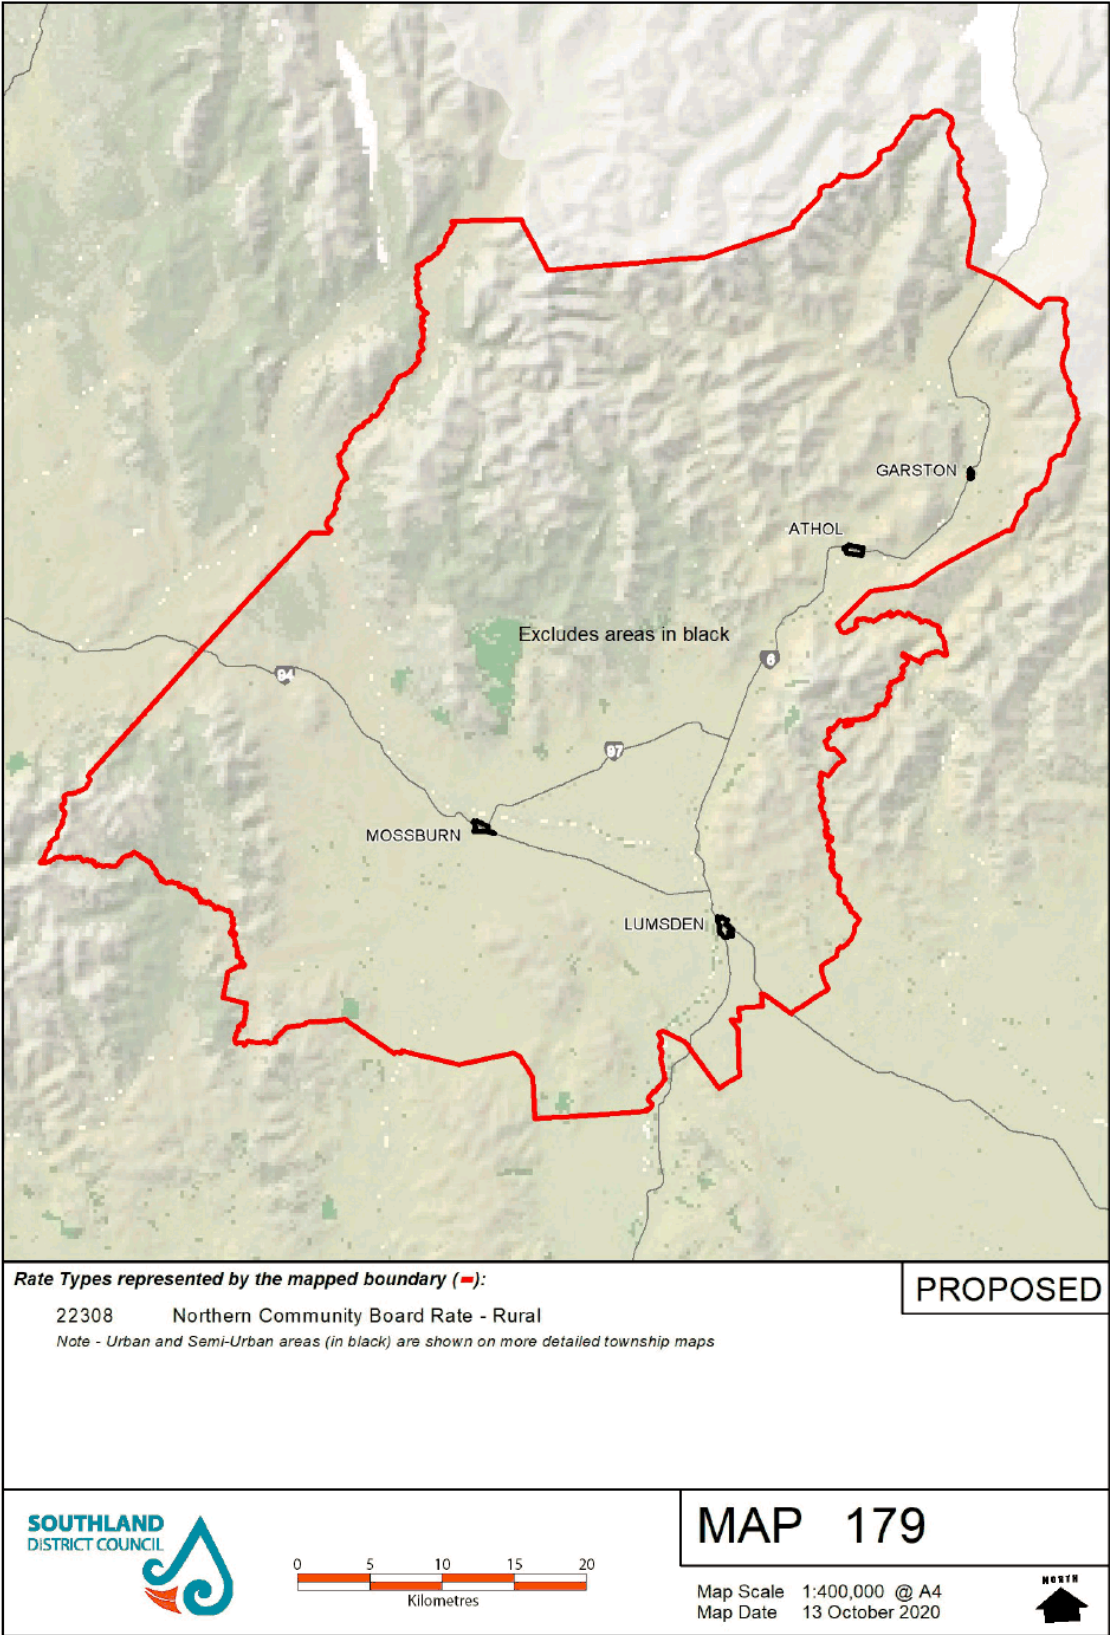 GARSTON
ATHOL
Excludes areas in black
6
94
97
MOSSBURN
LUMSDEN
Rate Types represented by the mapped boundary (-):
PROPOSED
22308 Northern Community Board Rate - Rural
Note - Urban and Semi-Urban areas (in black) are shown on more detailed township maps
SOUTHLAND
DISTRICT COUNCIL
0 5 10 15 20
Kilometres
MAP 179
Map Scale 1:400,000 @ A4
Map Date 13 October 2020
NORTH